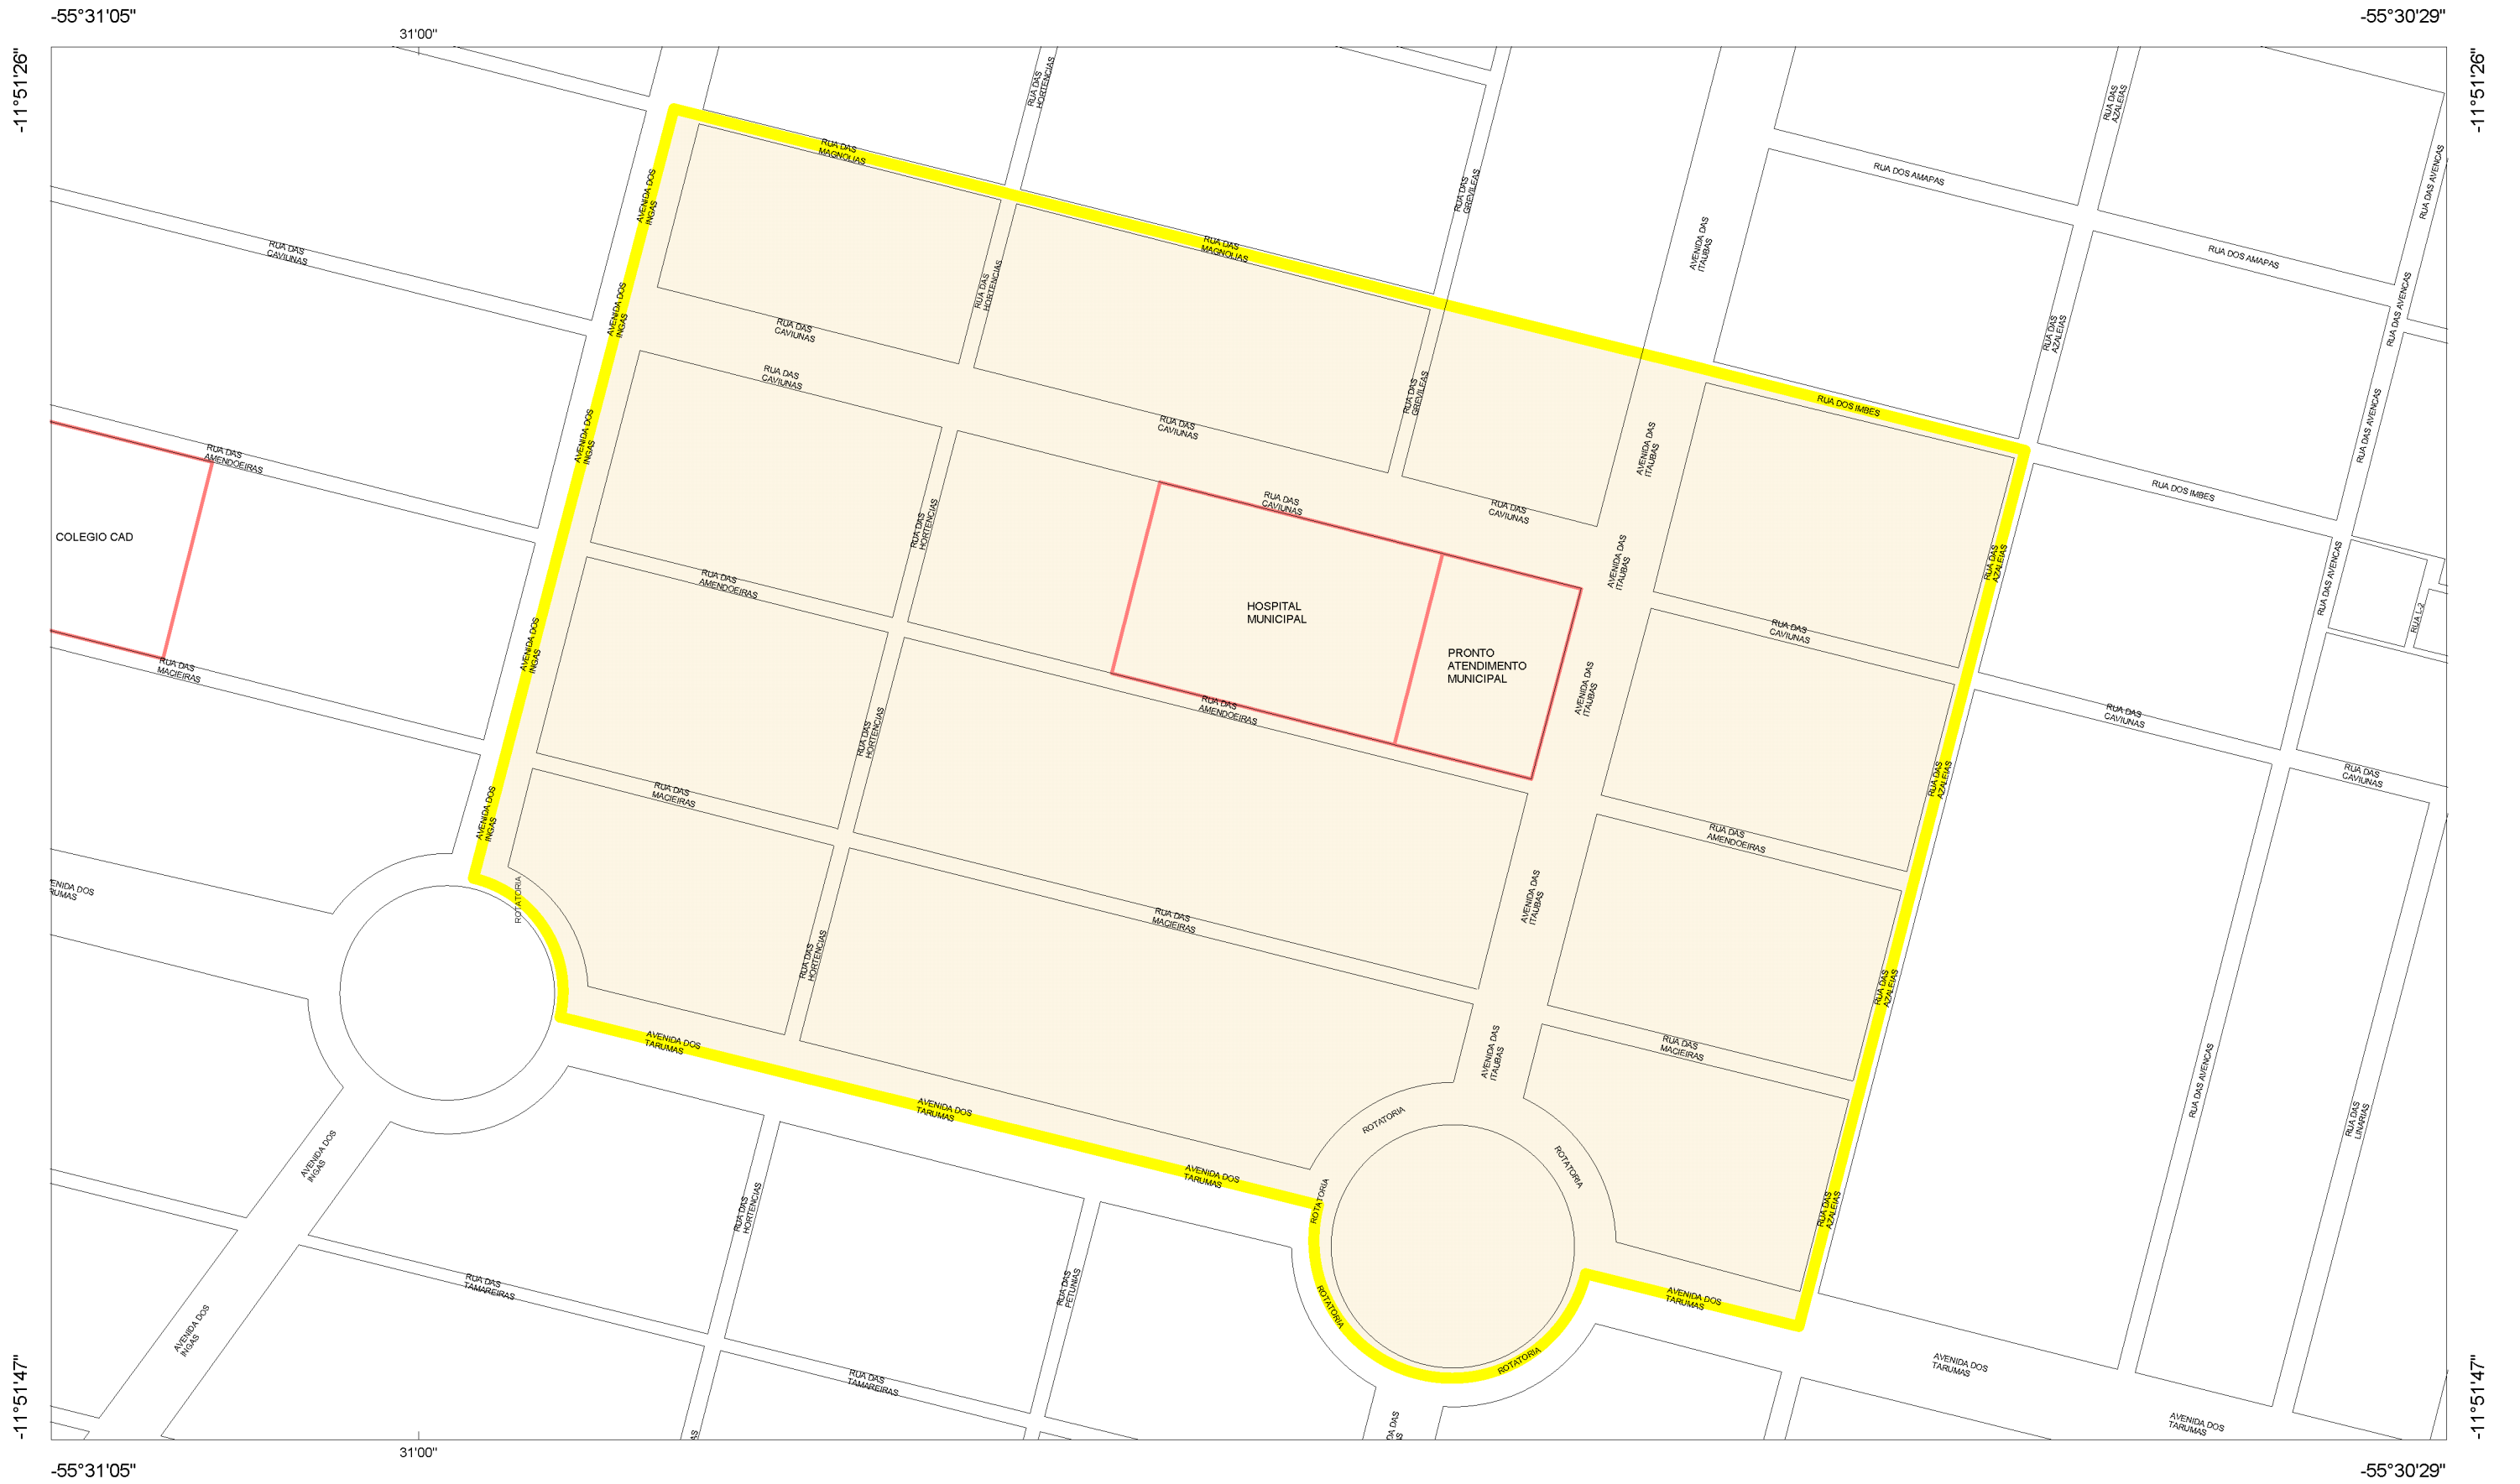 -55°31'05"
-55°30'29"
31'00"
-11°51'26"
-11°51'26"
RUA DAS
HORTENCIAS
RUA DAS
AZALEIAS
RUA DAS
MAGNOLIAS
RUA DOS AMAPAS
RUA DAS AVENCAS
AVENIDA DOS
INGAS
RUA DAS
GREVILEAS
RUA DAS
CAVIUNAS
RUA DAS
MAGNOLIAS
AVENIDA DAS
ITAUBAS
RUA DOS AMAPAS
RUA DAS
HORTENCIAS
AVENIDA DOS
INGAS
RUA DAS
CAVIUNAS
RUA DAS
AZALEIAS
RUA DAS AVENCAS
RUA DAS
CAVIUNAS
RUA DAS
GREVILEAS
RUA DOS IMBES
RUA DAS
CAVIUNAS
AVENIDA DOS
INGAS
AVENIDA DAS
ITAUBAS
RUA DAS AVENCAS
RUA DAS
AMENDOEIRAS
RUA DAS
CAVIUNAS
RUA DAS
CAVIUNAS
RUA DOS IMBES
COLEGIO CAD
RUA DAS
HORTENCIAS
AVENIDA DAS
ITAUBAS
RUA DAS
AZALEIAS
RUA DAS AVENCAS
RUA DAS
AMENDOEIRAS
HOSPITAL
MUNICIPAL
RUA L-2
RUA DAS
CAVIUNAS
AVENIDA DOS
INGAS
PRONTO
ATENDIMENTO
MUNICIPAL
RUA DAS
MACIEIRAS
AVENIDA DAS
ITAUBAS
RUA DAS
AMENDOEIRAS
RUA DAS
CAVIUNAS
RUA DAS
HORTENCIAS
RUA DAS
CAVIUNAS
RUA DAS
MACIEIRAS
RUA DAS
AZALEIAS
AVENIDA DOS
INGAS
RUA DAS
AMENDOEIRAS
ENIDA DOS
RUMAS
ROTATORIA
AVENIDA DAS
ITAUBAS
RUA DAS
MACIEIRAS
RUA DAS
HORTENCIAS
RUA DAS
AZALEIAS
AVENIDA DOS
TARUMAS
AVENIDA DAS
ITAUBAS
RUA DAS
MACIEIRAS
RUA DAS AVENCAS
AVENIDA DOS
TARUMAS
ROTATORIA
RUA DAS
LINARIAS
AVENIDA DOS
INGAS
ROTATORIA
AVENIDA DOS
TARUMAS
RUA DAS
HORTENCIAS
ROTATORIA
RUA DAS
AZALEIAS
RUA DAS
TAMAREIRAS
RUA DAS
PETUNIAS
ROTATORIA
AVENIDA DOS
TARUMAS
AVENIDA DOS
INGAS
ROTATORIA
AVENIDA DOS
TARUMAS
RUA DAS
TAMAREIRAS
AVENIDA DOS
TARUMAS
IDA DAS
AS
-11°51'47"
-11°51'47"
31'00"
-55°31'05"
-55°30'29"